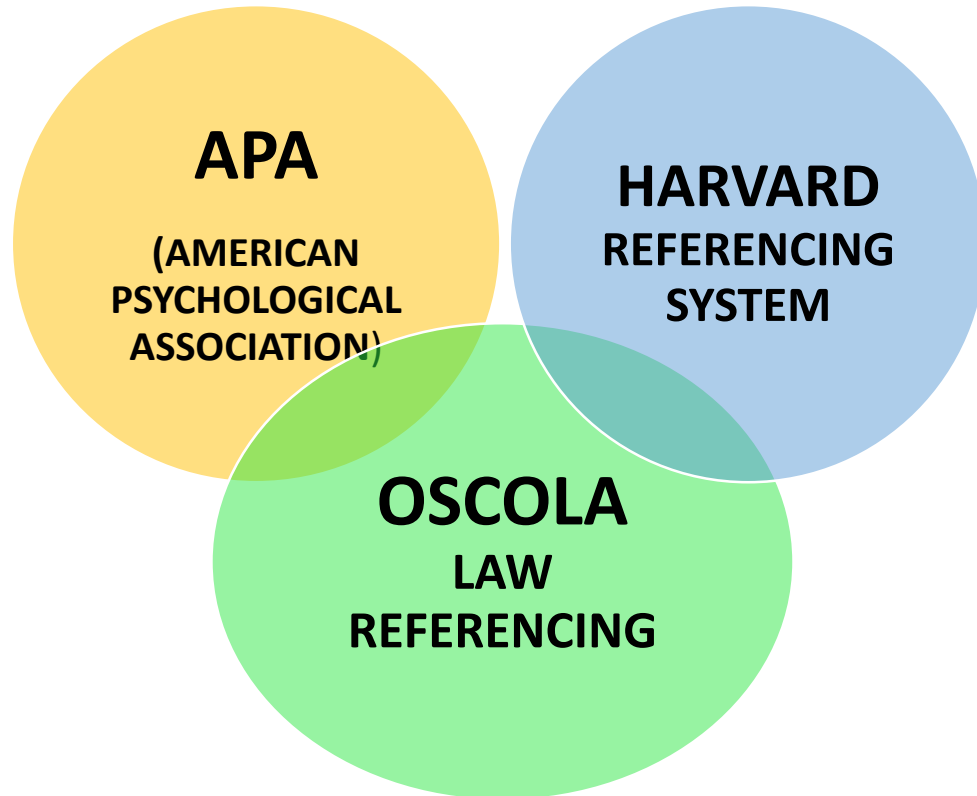 APA
(AMERICAN
PSYCHOLOGICAL
ASSOCIATION)
HARVARD
REFERENCING
SYSTEM
OSCOLA
LAW
REFERENCING